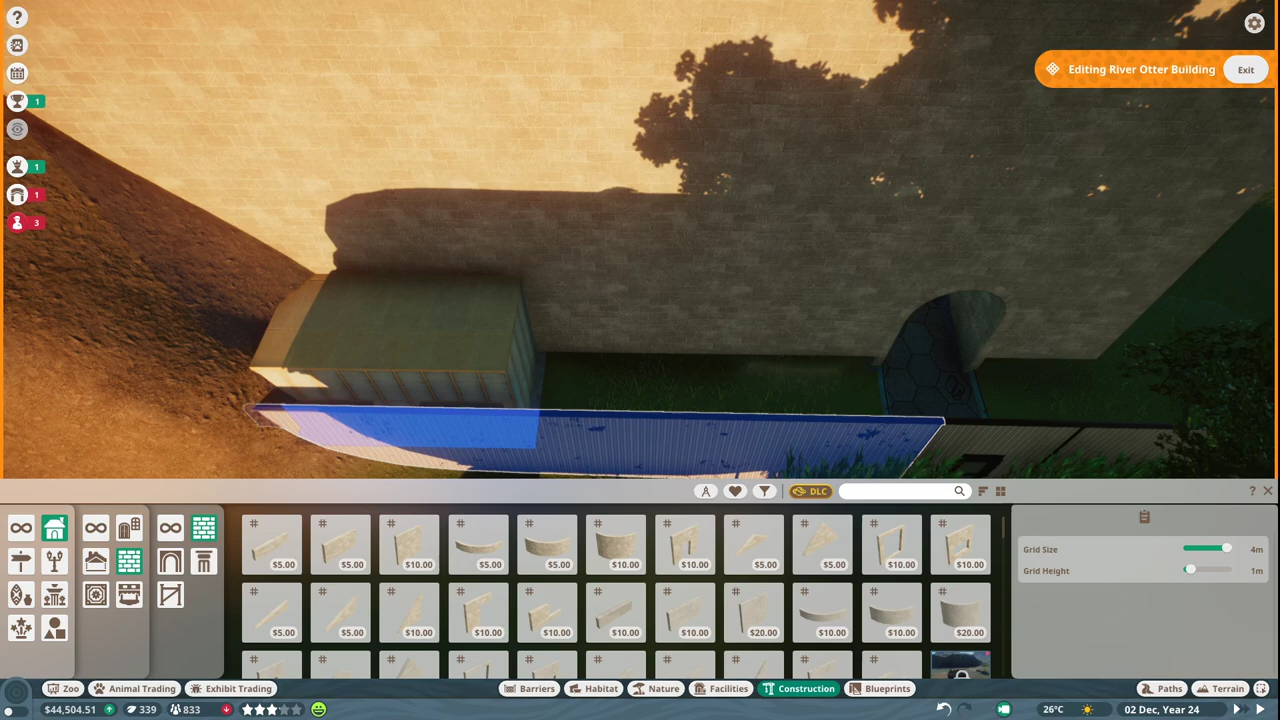 ?
1
Editing River Otter Building
Exit
1
1
3
DLC
? ×
$5.00 $5.00 $10.00 $5.00 $5.00 $10.00 $10.00 $5.00 $5.00 $10.00 $10.00
Grid Size 4m
Grid Height 1m
$5.00 $5.00 $10.00 $10.00 $10.00 $10.00 $10.00 $20.00 $10.00 $10.00 $20.00
Zoo Animal Trading Exhibit Trading Barriers Habitat Nature Facilities Construction Blueprints Paths Terrain
$44,504.51 339 833 26°C 02 Dec, Year 24